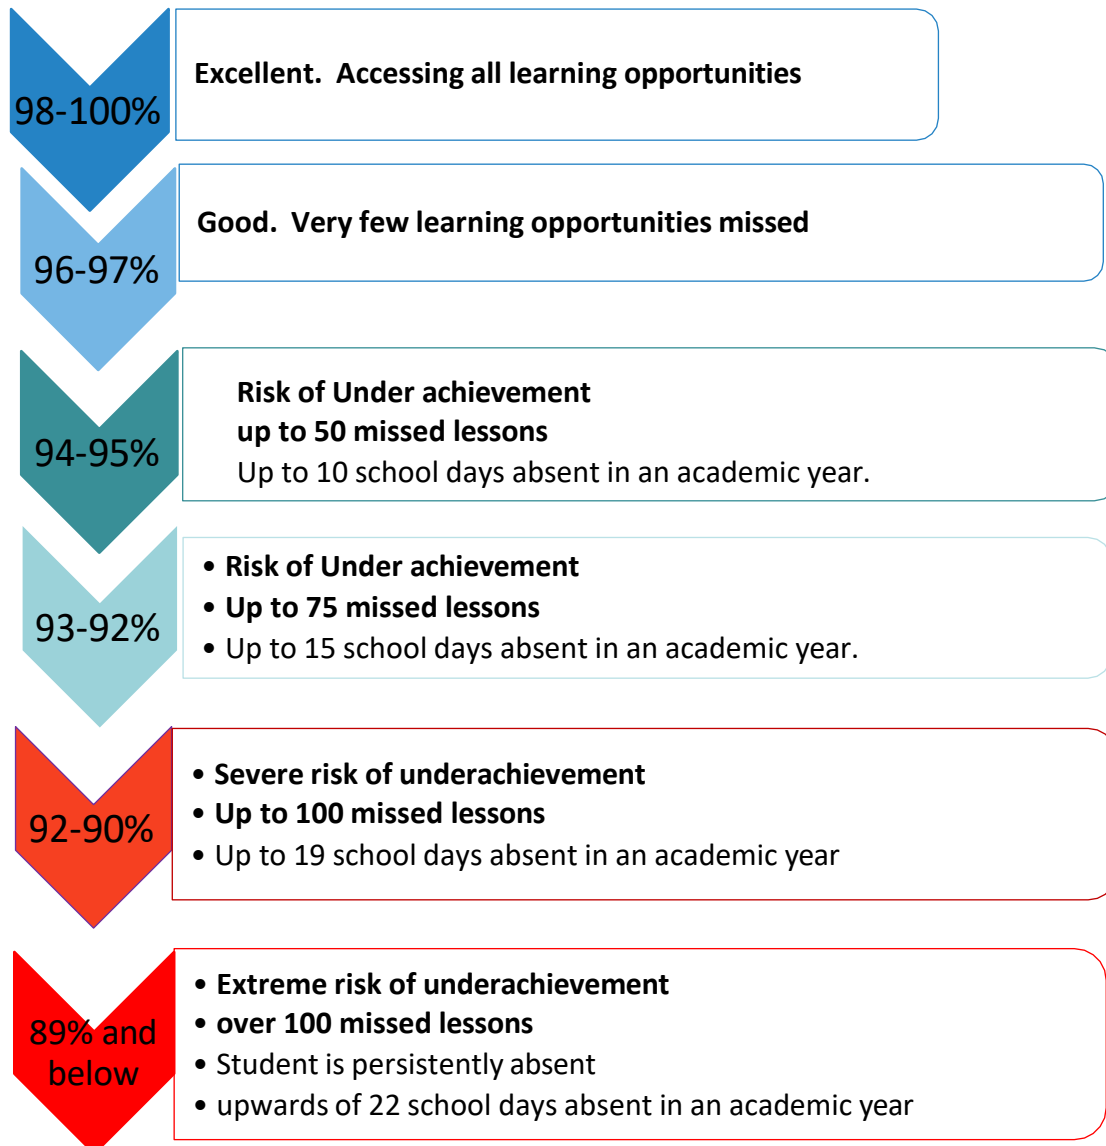 98-100%
Excellent.  Accessing all learning opportunities
96-97%
Good.  Very few learning opportunities missed
94-95%
Risk of Under achievement
up to 50 missed lessons
Up to 10 school days absent in an academic year.
93-92%
• Risk of Under achievement
• Up to 75 missed lessons
• Up to 15 school days absent in an academic year.
92-90%
• Severe risk of underachievement
• Up to 100 missed lessons
• Up to 19 school days absent in an academic year
89% and
below
• Extreme risk of underachievement
• over 100 missed lessons
• Student is persistently absent
• upwards of 22 school days absent in an academic year